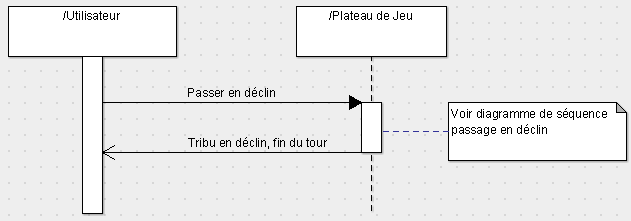 /Utilisateur
/Plateau de Jeu
Passer en déclin
Voir diagramme de séquence
passage en déclin
Tribu en déclin, fin du tour